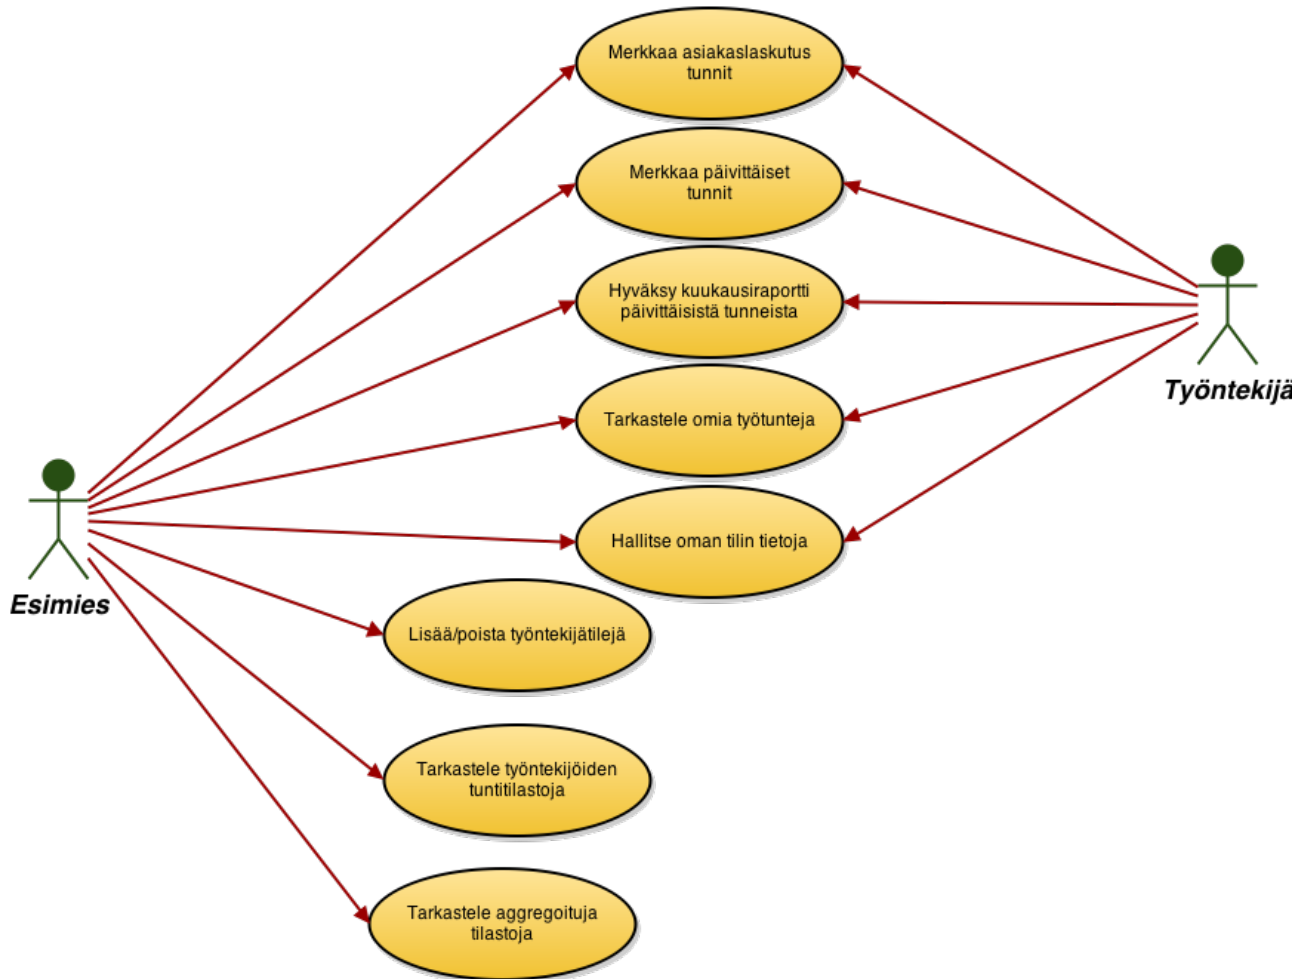 Merkkaa asiakaslaskutus
tunnit
Merkkaa päivittäiset
tunnit
Hyväksy kuukausiraportti
päivittäisistä tunneista
Työntekijä
Tarkastele omia työtunteja
Hallitse oman tilin tietoja
Esimies
Lisää/poista työntekijätilejä
Tarkastele työntekijöiden
tuntitilastoja
Tarkastele aggregoituja
tilastoja